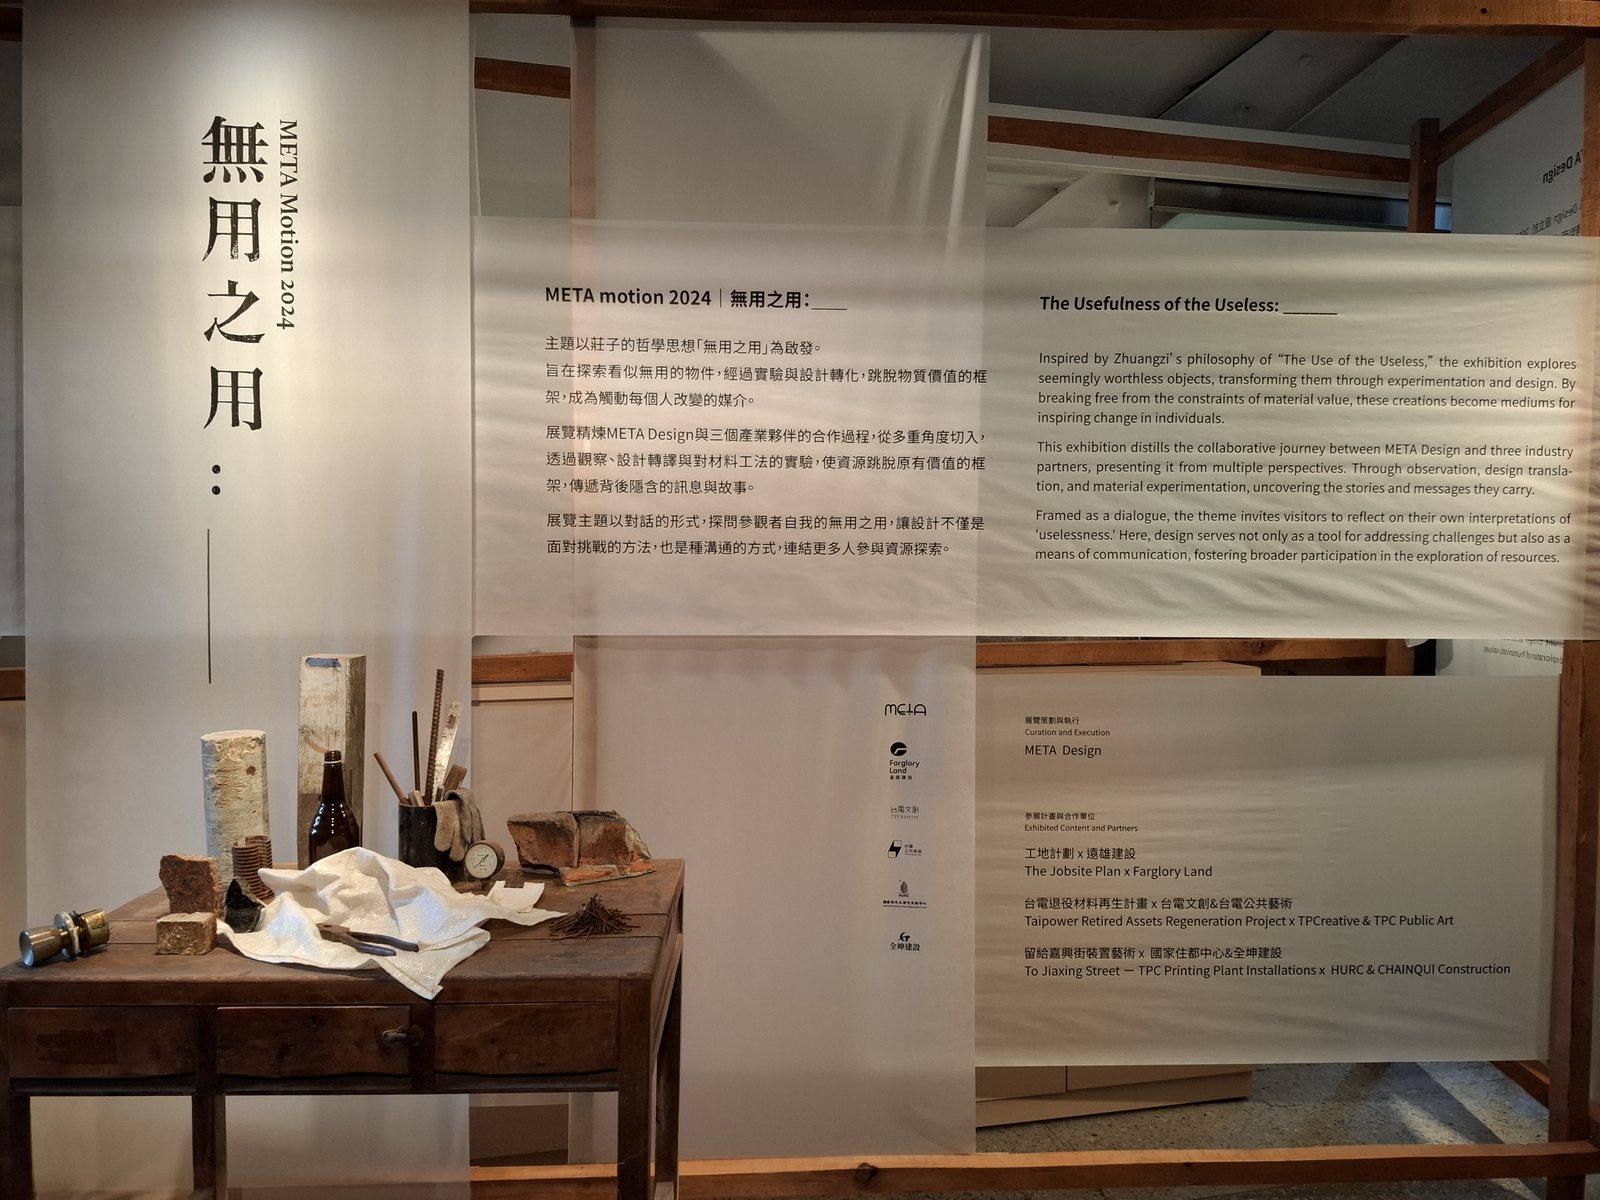 無用之用：
META Motion 2024
META motion 2024｜無用之用：____
主題以莊子的哲學思想「無用之用」為啟發。
旨在探索看似無用的物件，經過實驗與設計轉化，跳脫物質價值的框
架，成為觸動每個人改變的媒介。
展覽精煉META Design與三個產業夥伴的合作過程，從多重角度切入，
透過觀察、設計轉譯與對材料工法的實驗，使資源跳脫原有價值的框
架，傳遞背後隱含的訊息與故事。
展覽主題以對話的形式，探問參觀者自我的無用之用，讓設計不僅是
面對挑戰的方法，也是種溝通的方式，連結更多人參與資源探索。
The Usefulness of the Useless: ______
Inspired by Zhuangzi’s philosophy of “The Use of the Useless,” the exhibition explores
seemingly worthless objects, transforming them through experimentation and design. By
breaking free from the constraints of material value, these creations become mediums for
inspiring change in individuals.
This exhibition distills the collaborative journey between META Design and three industry
partners, presenting it from multiple perspectives. Through observation, design transla-
tion, and material experimentation, uncovering the stories and messages they carry.
Framed as a dialogue, the theme invites visitors to reflect on their own interpretations of
'uselessness.' Here, design serves not only as a tool for addressing challenges but also as a
means of communication, fostering broader participation in the exploration of resources.
META
Farglory
Land
遠雄建設
台電文創
TPCREATIVE
台電
公共藝術
HURC
全坤建設
展覽策劃與執行
Curation and Execution
META Design
參展計畫與合作單位
Exhibited Content and Partners
工地計劃 x 遠雄建設
The Jobsite Plan x Farglory Land
台電退役材料再生計畫 x 台電文創&台電公共藝術
Taipower Retired Assets Regeneration Project x TPCreative & TPC Public Art
留給嘉興街裝置藝術 x 國家住都中心&全坤建設
To Jiaxing Street — TPC Printing Plant Installations x HURC & CHAINQUI Construction